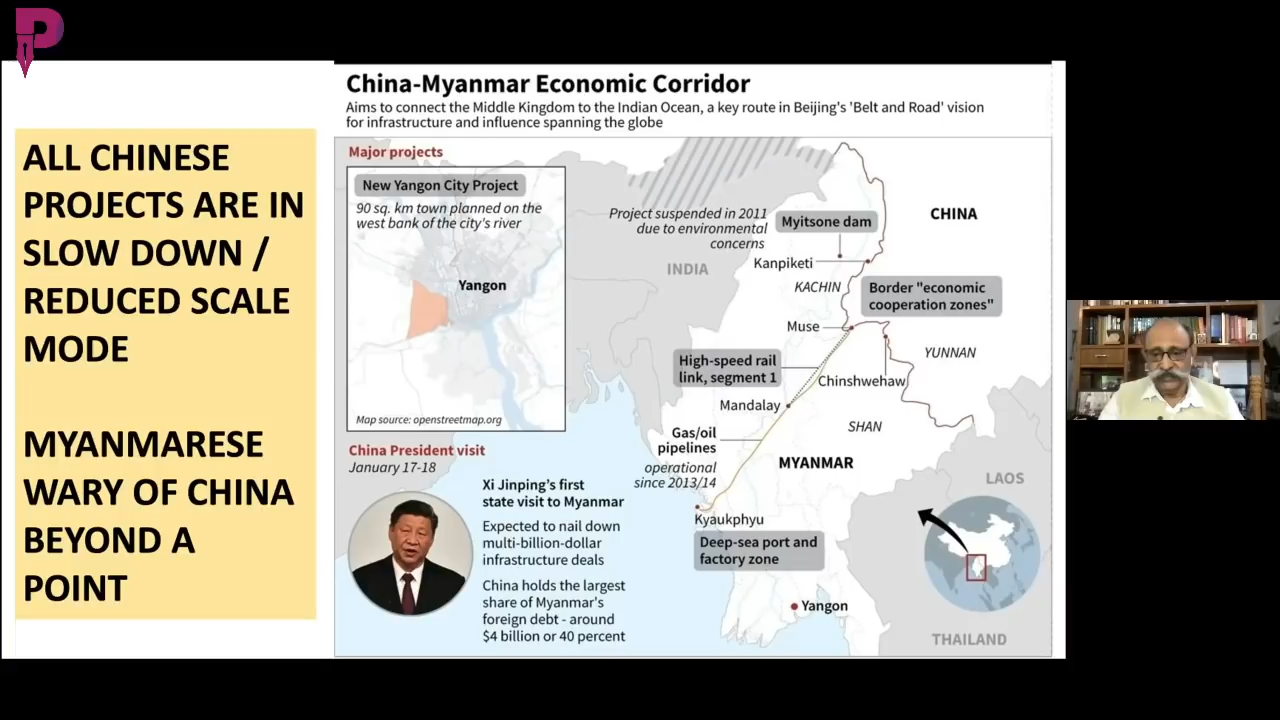 P
ALL CHINESE
PROJECTS ARE IN
SLOW DOWN /
REDUCED SCALE
MODE
MYANMARESE
WARY OF CHINA
BEYOND A
POINT
China-Myanmar Economic Corridor
Aims to connect the Middle Kingdom to the Indian Ocean, a key route in Beijing's 'Belt and Road' vision
for infrastructure and influence spanning the globe
Major projects
New Yangon City Project
90 sq. km town planned on the
west bank of the city's river
Yangon
Map source: openstreetmap.org
China President visit
January 17-18
Xi Jinping's first
state visit to Myanmar
Expected to nail down
multi-billion-dollar
infrastructure deals
China holds the largest
share of Myanmar's
foreign debt - around
$4 billion or 40 percent
Project suspended in 2011
due to environmental
concerns
Myitsone dam
CHINA
Kanpiketi
INDIA
KACHIN
Border "economic
cooperation zones"
Muse
YUNNAN
High-speed rail
link, segment 1
Chinshwehaw
Mandalay
SHAN
Gas/oil
pipelines
operational
since 2013/14
MYANMAR
LAOS
Kyaukphyu
Deep-sea port and
factory zone
Yangon
THAILAND